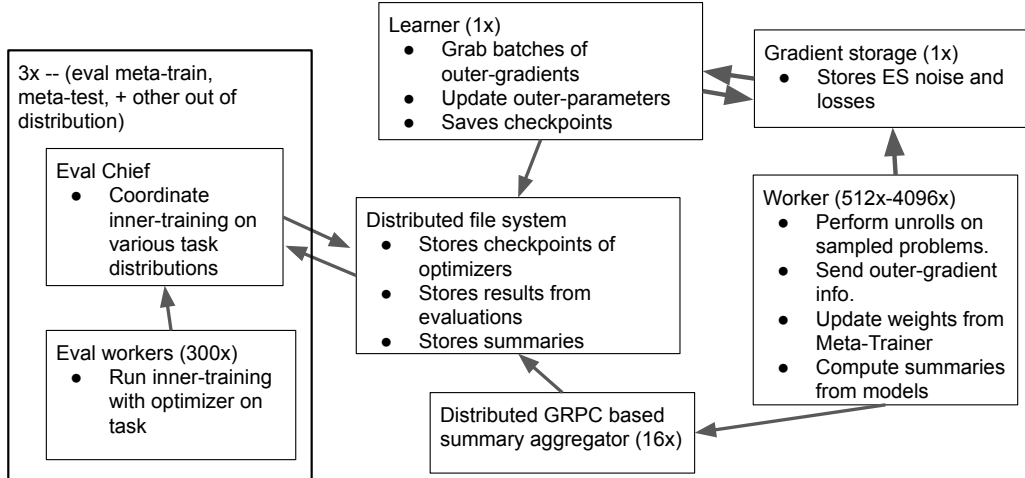 Learner (1x)
● Grab batches of
outer-gradients
● Update outer-parameters
● Saves checkpoints
Gradient storage (1x)
● Stores ES noise and
losses
3x -- (eval meta-train,
meta-test, + other out of
distribution)
Eval Chief
● Coordinate
inner-training on
various task
distributions
Eval workers (300x)
● Run inner-training
with optimizer on
task
Distributed file system
● Stores checkpoints of
optimizers
● Stores results from
evaluations
● Stores summaries
Worker (512x-4096x)
● Perform unrolls on
sampled problems.
● Send outer-gradient
info.
● Update weights from
Meta-Trainer
● Compute summaries
from models
Distributed GRPC based
summary aggregator (16x)